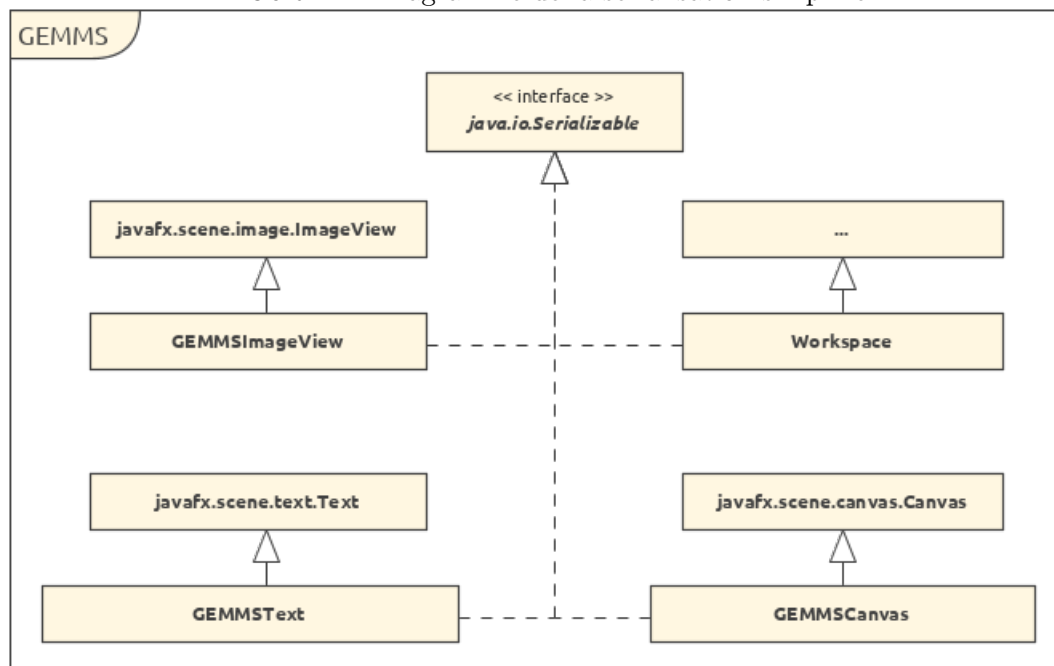 GEMMS
<< interface >>
java.io.Serializable
javafx.scene.image.ImageView
...
GEMMSImageView
Workspace
javafx.scene.text.Text
javafx.scene.canvas.Canvas
GEMMSText
GEMMSCanvas